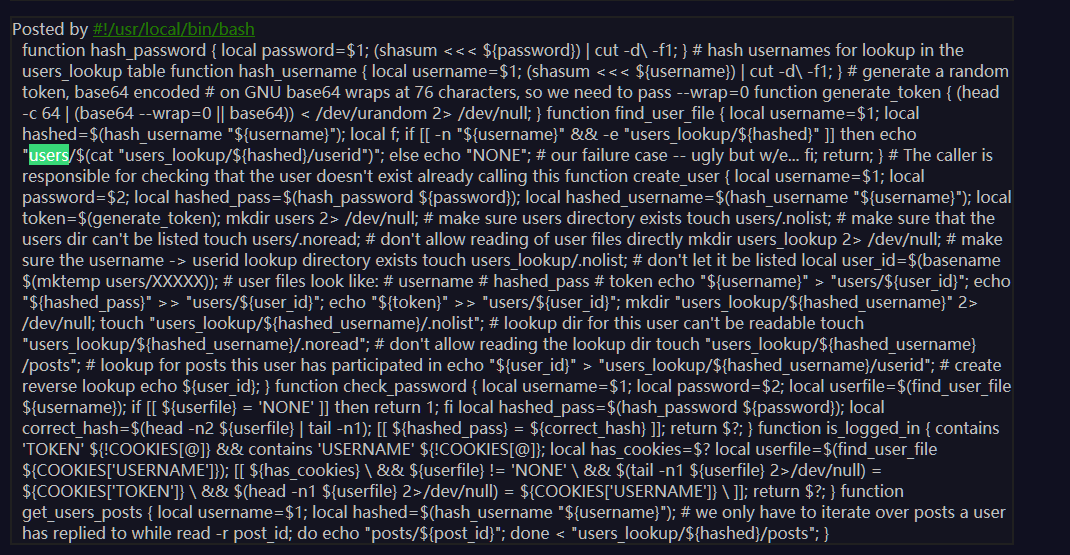 Posted by #!/usr/local/bin/bash
function hash_password { local password=$1; (shasum <<< ${password}) | cut -d\ -f1; } # hash usernames for lookup in the
users_lookup table function hash_username { local username=$1; (shasum <<< ${username}) | cut -d\ -f1; } # generate a random
token, base64 encoded # on GNU base64 wraps at 76 characters, so we need to pass --wrap=0 function generate_token { (head
-c 64 | (base64 --wrap=0 || base64)) < /dev/urandom 2> /dev/null; } function find_user_file { local username=$1; local
hashed=$(hash_username "${username}"); local f; if [[ -n "${username}" && -e "users_lookup/${hashed}" ]] then echo
"users/$(cat "users_lookup/${hashed}/userid")"; else echo "NONE"; # our failure case -- ugly but w/e... fi; return; } # The caller is
responsible for checking that the user doesn't exist already calling this function create_user { local username=$1; local
password=$2; local hashed_pass=$(hash_password ${password}); local hashed_username=$(hash_username "${username}"); local
token=$(generate_token); mkdir users 2> /dev/null; # make sure users directory exists touch users/.nolist; # make sure that the
users dir can't be listed touch users/.noread; # don't allow reading of user files directly mkdir users_lookup 2> /dev/null; # make
sure the username -> userid lookup directory exists touch users_lookup/.nolist; # don't let it be listed local user_id=$(basename
$(mktemp users/XXXXX)); # user files look like: # username # hashed_pass # token echo "${username}" > "users/${user_id}"; echo
"${hashed_pass}" >> "users/${user_id}"; echo "${token}" >> "users/${user_id}"; mkdir "users_lookup/${hashed_username}" 2>
/dev/null; touch "users_lookup/${hashed_username}/.nolist"; # lookup dir for this user can't be readable touch
"users_lookup/${hashed_username}/.noread"; # don't allow reading the lookup dir touch "users_lookup/${hashed_username}
/posts"; # lookup for posts this user has participated in echo "${user_id}" > "users_lookup/${hashed_username}/userid"; # create
reverse lookup echo ${user_id}; } function check_password { local username=$1; local password=$2; local userfile=$(find_user_file
${username}); if [[ ${userfile} = 'NONE' ]] then return 1; fi local hashed_pass=$(hash_password ${password}); local
correct_hash=$(head -n2 ${userfile} | tail -n1); [[ ${hashed_pass} = ${correct_hash} ]]; return $?; } function is_logged_in { contains
'TOKEN' ${!COOKIES[@]} && contains 'USERNAME' ${!COOKIES[@]}; local has_cookies=$? local userfile=$(find_user_file
${COOKIES['USERNAME']}); [[ ${has_cookies} \ && ${userfile} != 'NONE' \ && $(tail -n1 ${userfile} 2>/dev/null) =
${COOKIES['TOKEN']} \ && $(head -n1 ${userfile} 2>/dev/null) = ${COOKIES['USERNAME']} \ ]]; return $?; } function
get_users_posts { local username=$1; local hashed=$(hash_username "${username}"); # we only have to iterate over posts a user
has replied to while read -r post_id; do echo "posts/${post_id}"; done < "users_lookup/${hashed}/posts"; }